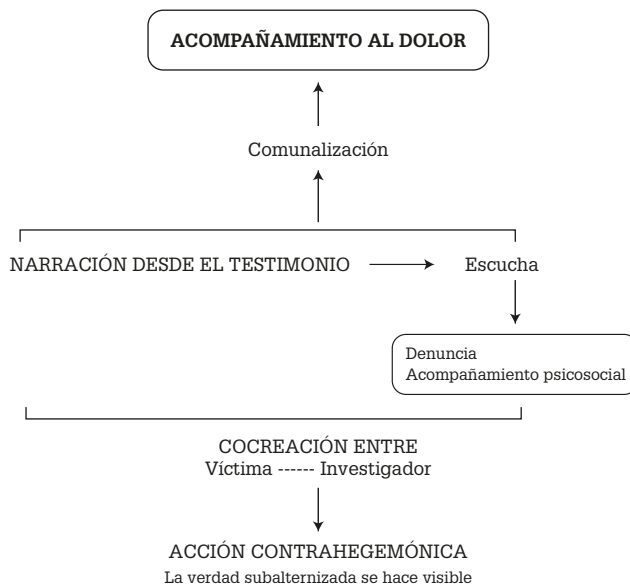 ACOMPAÑAMIENTO AL DOLOR
Comunalización
NARRACIÓN DESDE EL TESTIMONIO
Escucha
Denuncia
Acompañamiento psicosocial
COCREACIÓN ENTRE
Víctima ------ Investigador
ACCIÓN CONTRAHEGEMÓNICA
La verdad subalternizada se hace visible